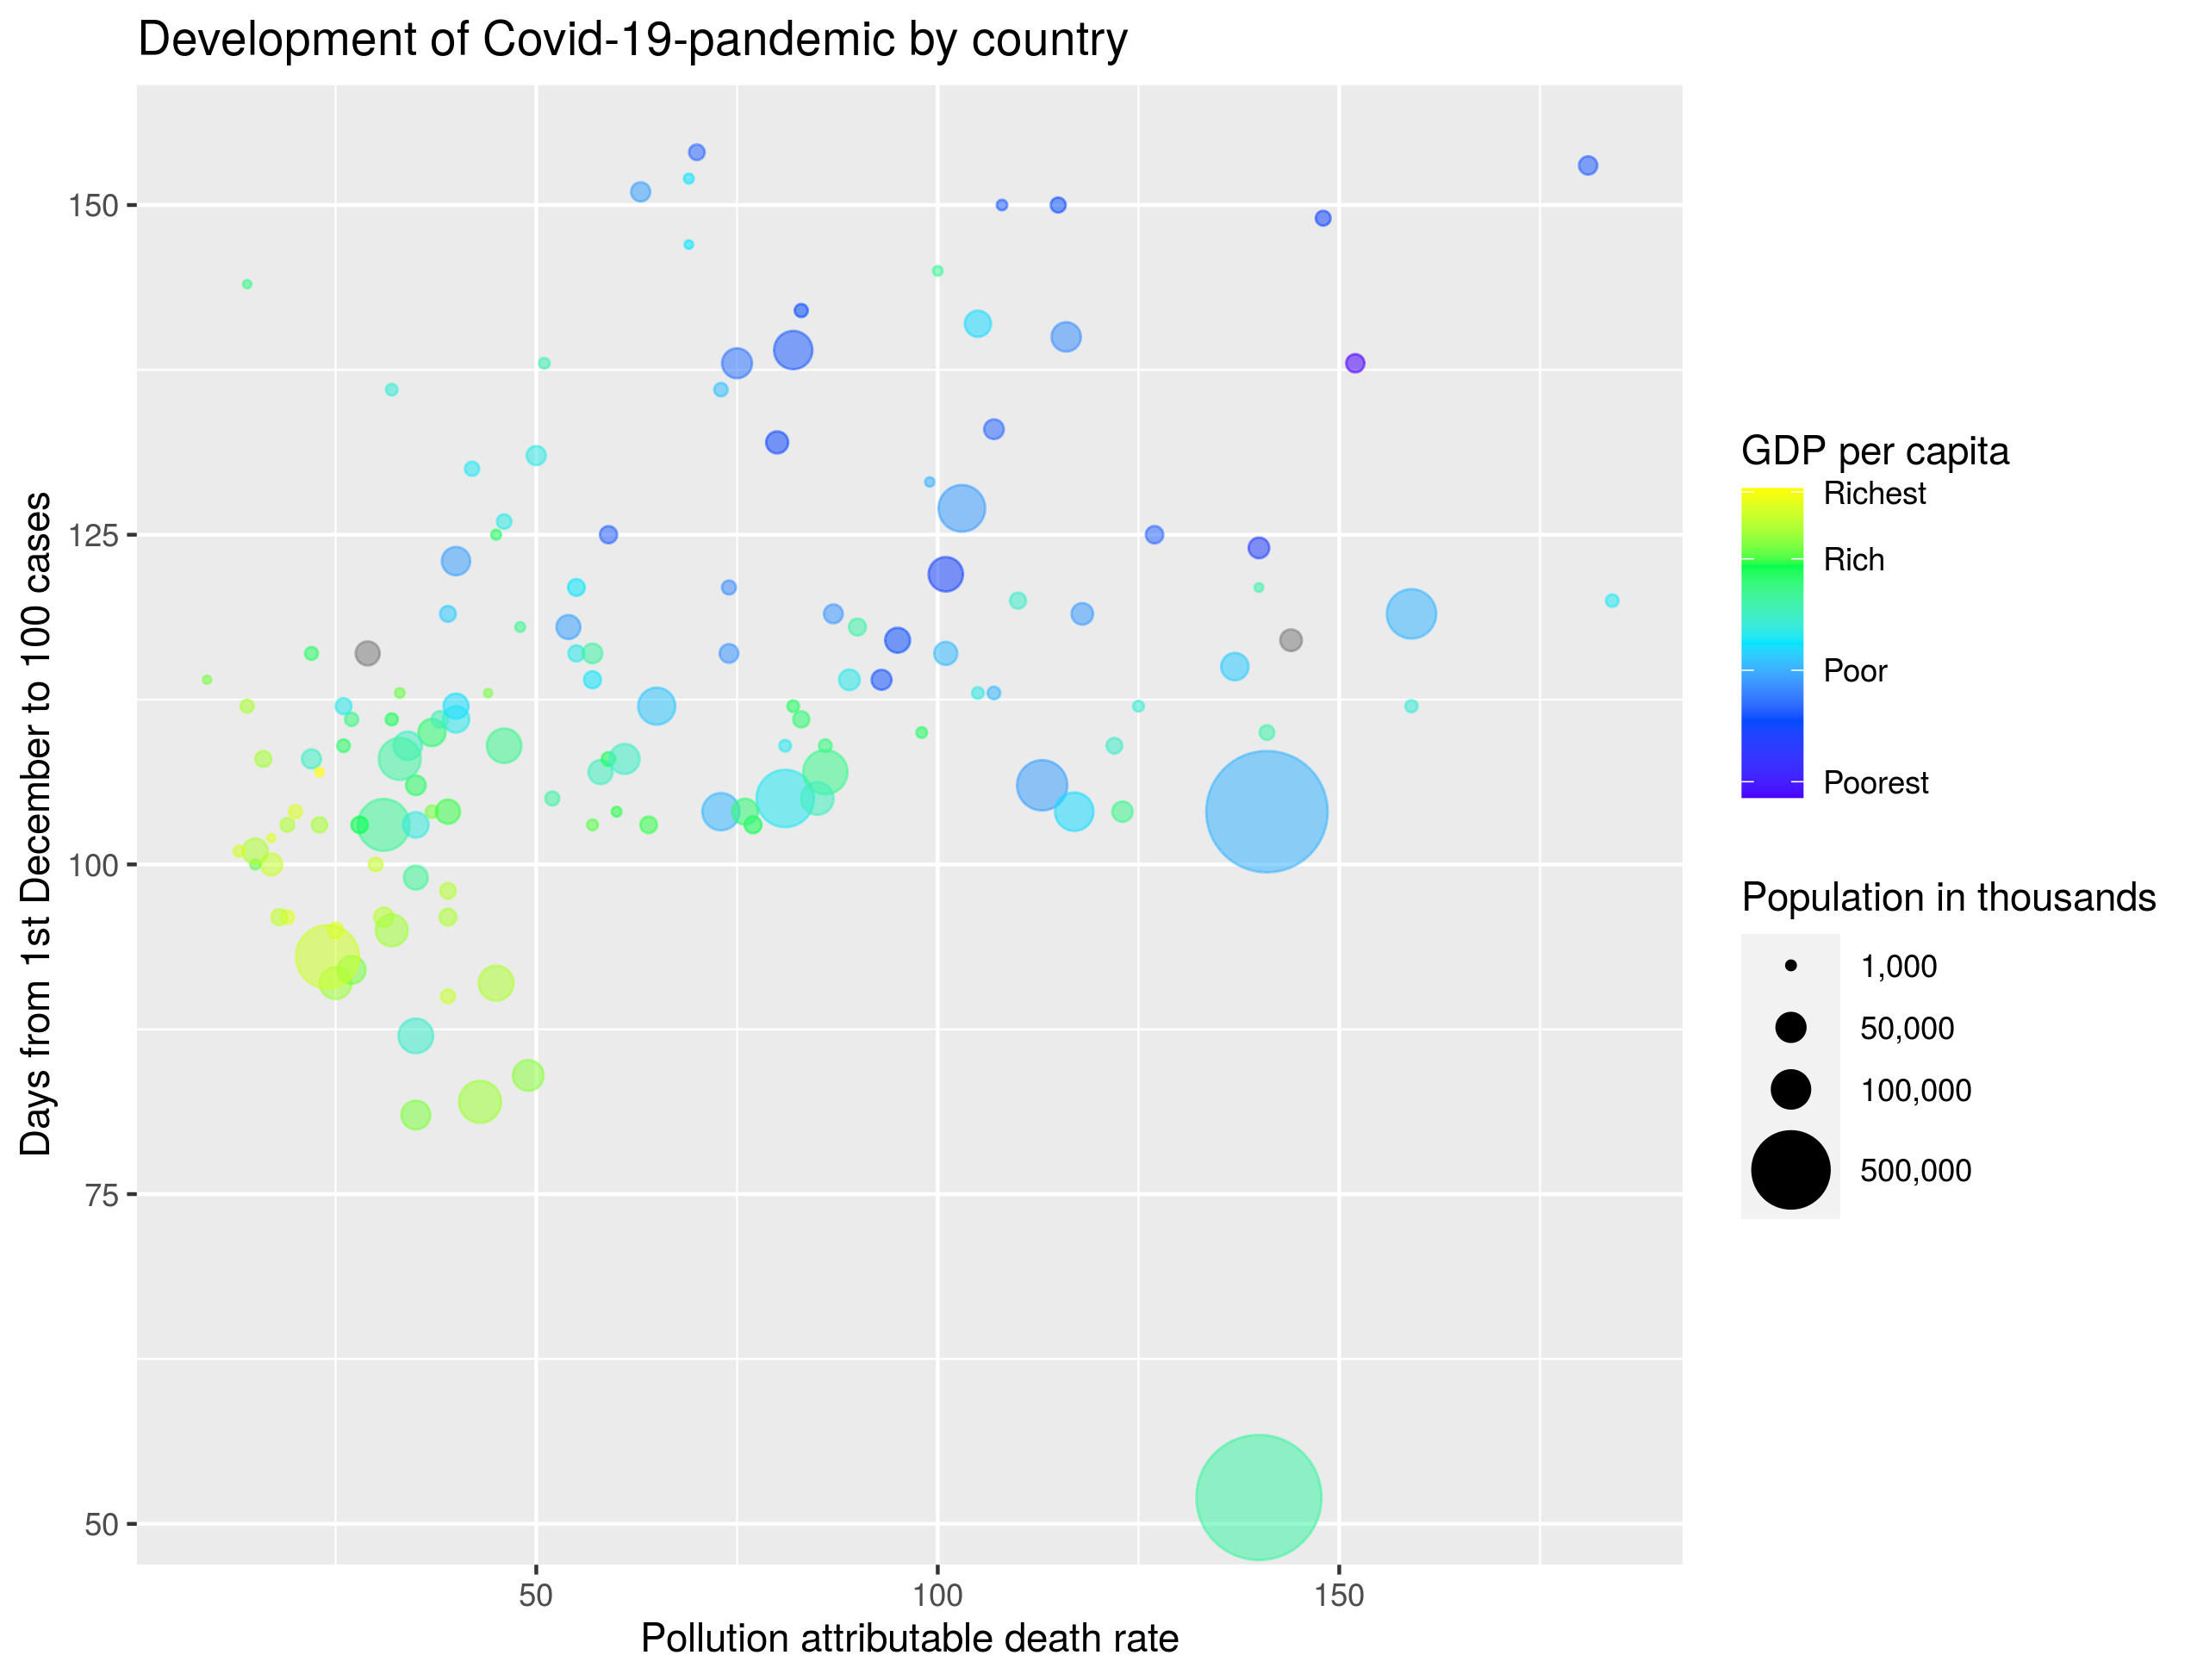 Development of Covid-19-pandemic by country
Days from 1st December to 100 cases
150
125
100
75
50
50
100
150
Pollution attributable death rate
GDP per capita
Richest
Rich
Poor
Poorest
Population in thousands
1,000
50,000
100,000
500,000